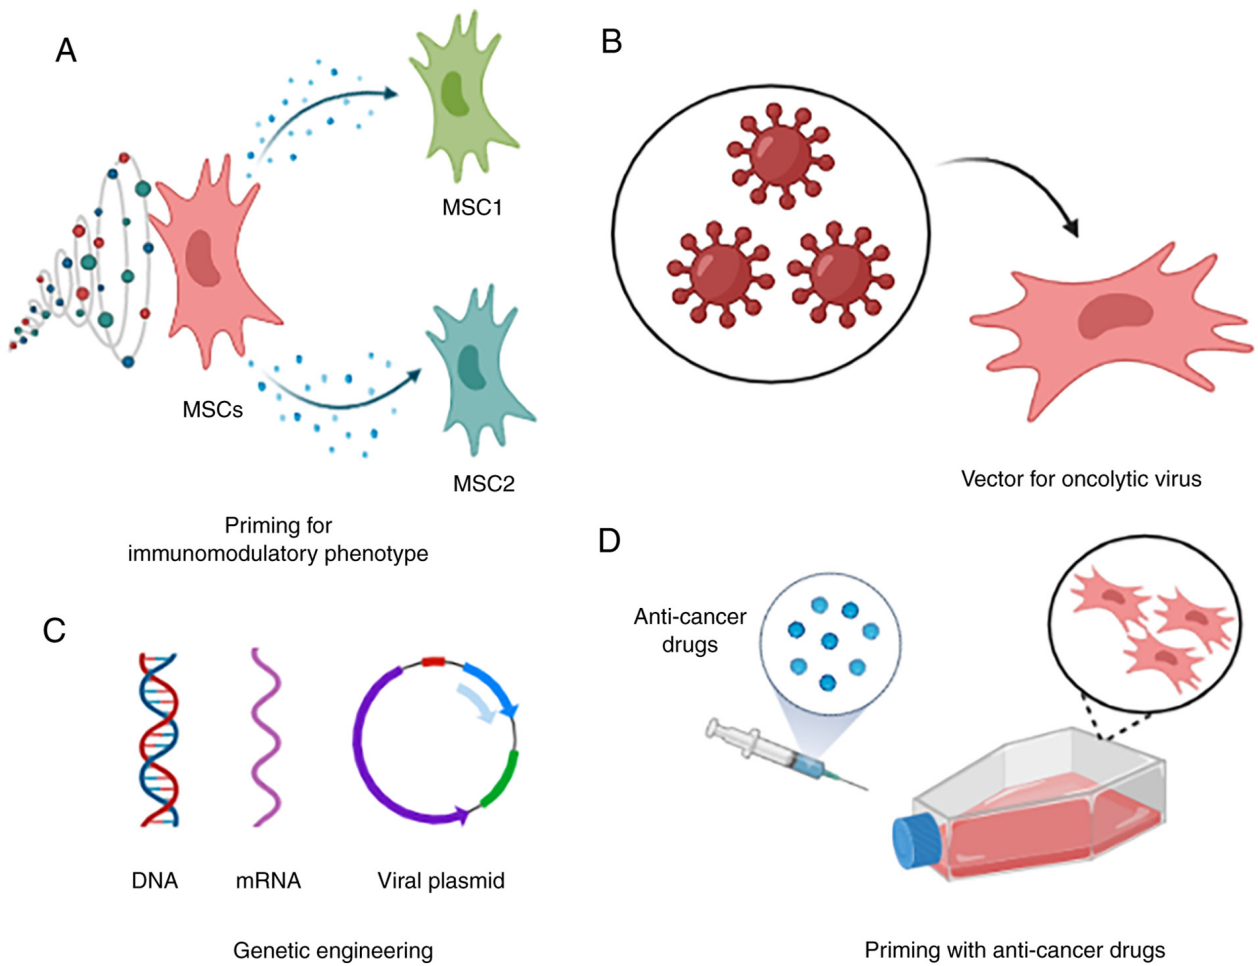 A
MSC1
MSCs
MSC2
Priming for
immunomodulatory phenotype
B
Vector for oncolytic virus
C
DNA
mRNA
Viral plasmid
Genetic engineering
D
Anti-cancer
drugs
Priming with anti-cancer drugs